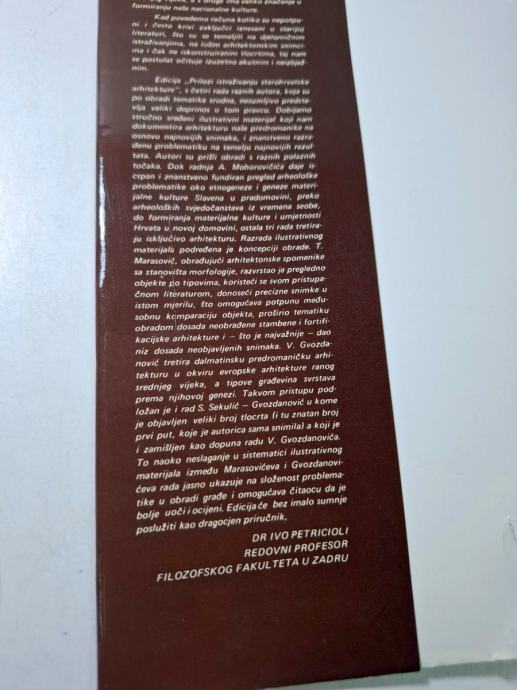 druge ima veliko značenje u
formiranju naše nacionalne kulture.
Kad povedemo računa koliko su nepotpu-
ni i često krivi zaključci izneseni u starijoj
literaturi, što su se temeljili na djelomičnim
istraživanjima, na lošim arhitektonskim snimci-
ma i čak ne iskonstruiranim tlocrtima, taj nam
se postulat očituje izuzetno akutnim i neizbjež-
nim.
Edicija „Prilozi istraživanju starohrvatske
arhitekture", s četiri rada raznih autora, koja su
po obradi tematike srodna, nesumljivo predsta-
vlja veliki doprinos u tom pravcu. Dobijamo
stručno sređeni ilustrativni materijal koji nam
dokumentira arhitekturu naše predromanike na
osnovu najnovijih snimaka, i znanstveno razra-
đenu problematiku na temelju najnovijih rezul-
tata. Autori su prišli obradi s raznih polaznih
točaka. Dok radnja A. Mohorovičića daje is-
crpan i znanstveno fundiran pregled arheološke
problematike oko etnogeneze i geneze materi-
jalne kulture Slavena u pradomovini, preko
arheoloških svjedočanstava iz vremena seobe,
do formiranja materijalne kulture i umjetnosti
Hrvata u novoj domovini, ostala tri rada tretira-
ju isključivo arhitekturu. Razrada ilustrativnog
materijala podređena je koncepciji obrade. T.
Marasović, obrađujući arhitektonske spomenike
sa stanovišta morfologije, razvrstao je pregledno
objekte po tipovima, koristeći se svom pristupa-
čnom literaturom, donoseći precizne snimke u
istom mjerilu, što omogućava potpunu među-
sobnu komparaciju objekta, proširio tematiku
obradom dosada neobrađene stambene i fortifi-
kacijske arhitekture i — što je najvažnije — dao
niz dosada neobjavljenih snimaka. V. Gvozda-
nović tretira dalmatinsku predromaničku arhi-
tekturu u okviru evropske arhitekture ranog
srednjeg vijeka, a tipove građevina svrstava
prema njihovoj genezi. Takvom pristupu pod-
ložan je i rad S. Sekulić — Gvozdanović u kome
je objavljen veliki broj tlocrta (i tu znatan broj
prvi put, koje je autorica sama snimila) a koji je
i zamišljen kao dopuna radu V. Gvozdanovića.
To naoko neslaganje u sistematici ilustrativnog
materijala između Marasovićeva i Gvozdanovi-
ćeva rada jasno ukazuje na složenost problema-
tike u obradi građe i omogućava čitaocu da je
bolje uoči i ocijeni. Edicija će bez imalo sumnje
poslužiti kao dragocjen priručnik.
DR IVO PETRICIOLI
REDOVNI PROFESOR
FILOZOFSKOG FAKULTETA U ZADRU